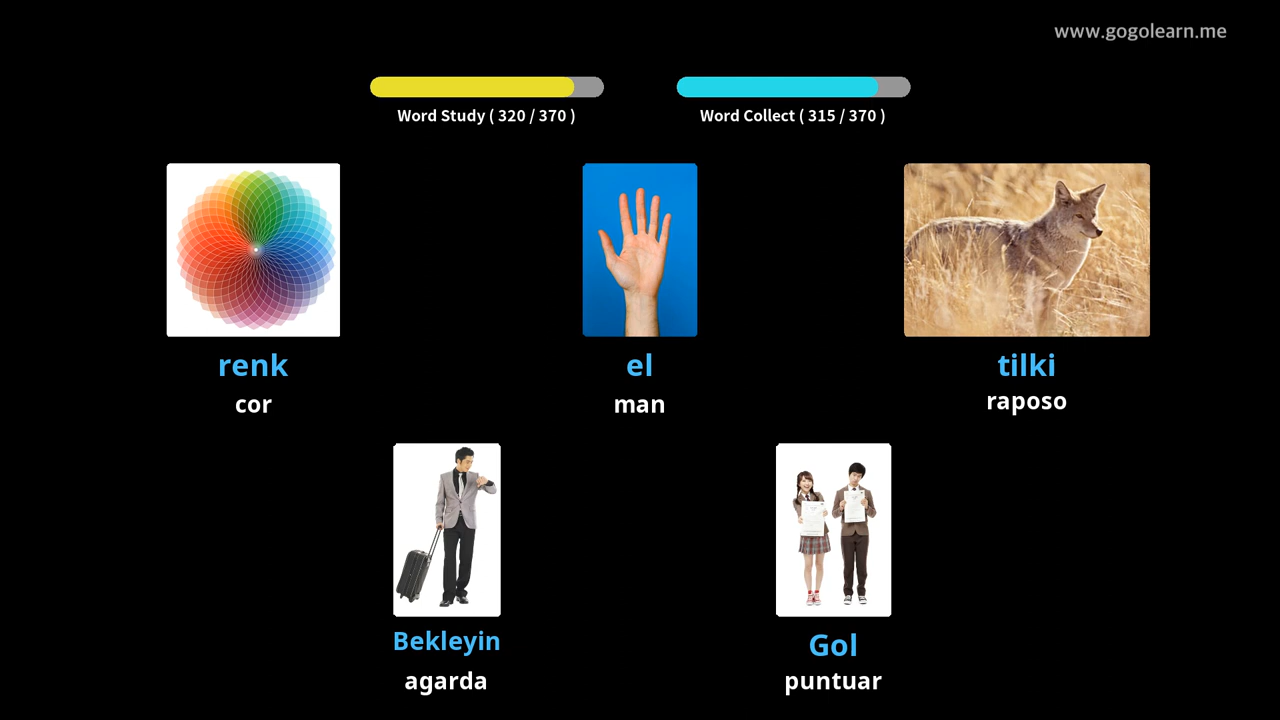 www.gogolearn.me
Word Study ( 320 / 370 )
Word Collect ( 315 / 370 )
renk
el
tilki
cor
man
raposo
Bekleyin
Gol
agarda
puntuar